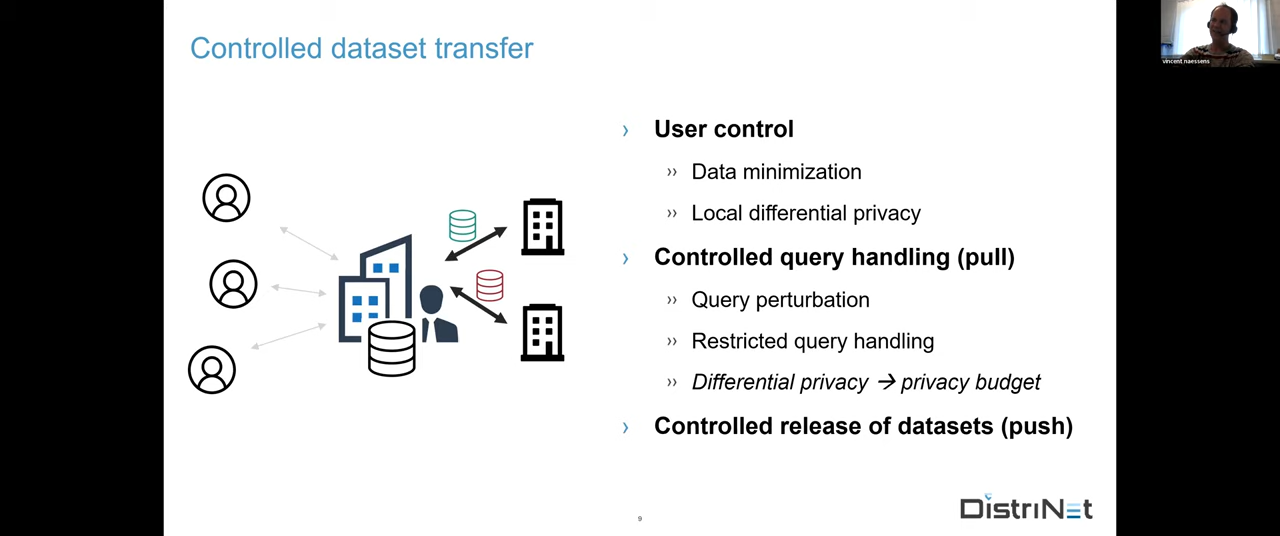 Controlled dataset transfer
vincent naessens
› User control
›› Data minimization
›› Local differential privacy
› Controlled query handling (pull)
›› Query perturbation
›› Restricted query handling
›› Differential privacy → privacy budget
› Controlled release of datasets (push)
DistriNet
9